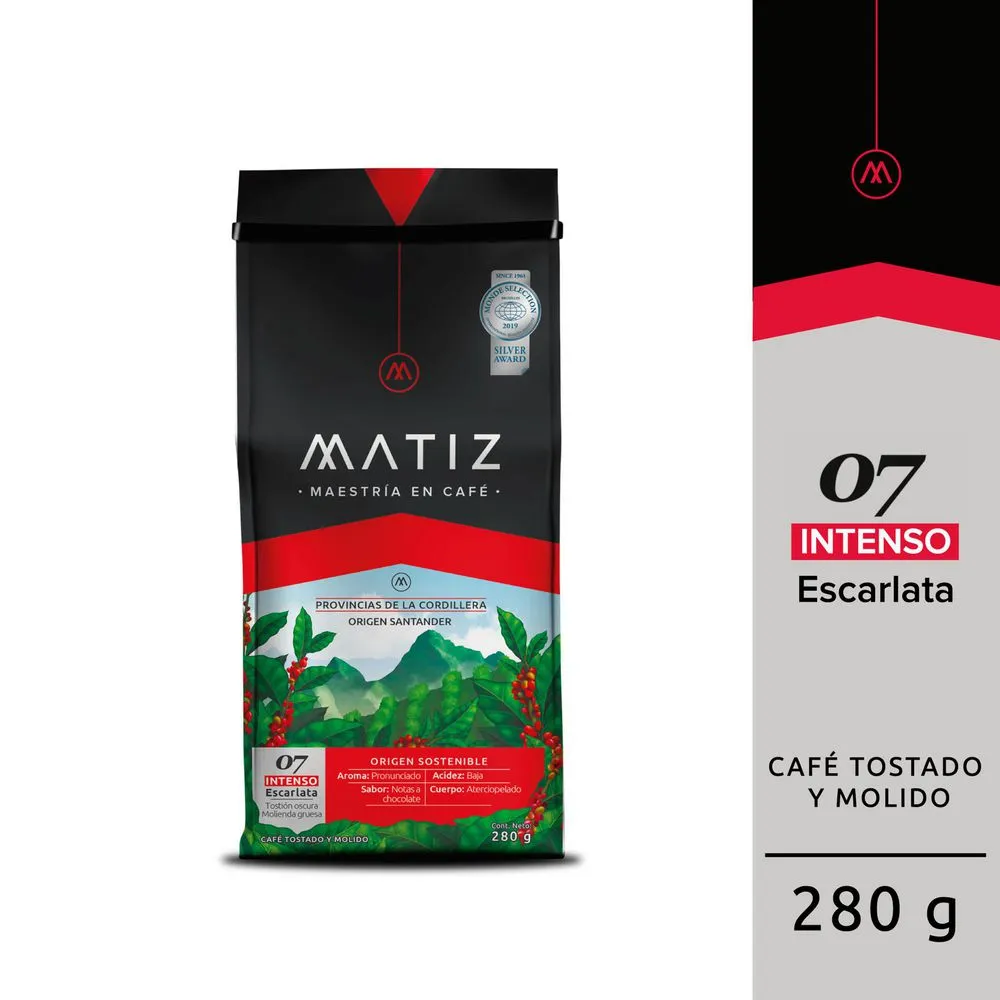 SINCE 1961
MONDE SELECTION
2019
SILVER
AWARD
MATIZ
· MAESTRÍA EN CAFÉ ·
PROVINCIAS DE LA CORDILLERA
ORIGEN SANTANDER
07
INTENSO
Escarlata
Tostión oscura
Molienda gruesa
ORIGEN SOSTENIBLE
Aroma: Pronunciado
Acidez: Baja
Sabor: Notas a
chocolate
Cuerpo: Aterciopelado
CAFÉ TOSTADO Y MOLIDO
Cont. Neto:
280 g
07
INTENSO
Escarlata
CAFÉ TOSTADO
Y MOLIDO
280 g